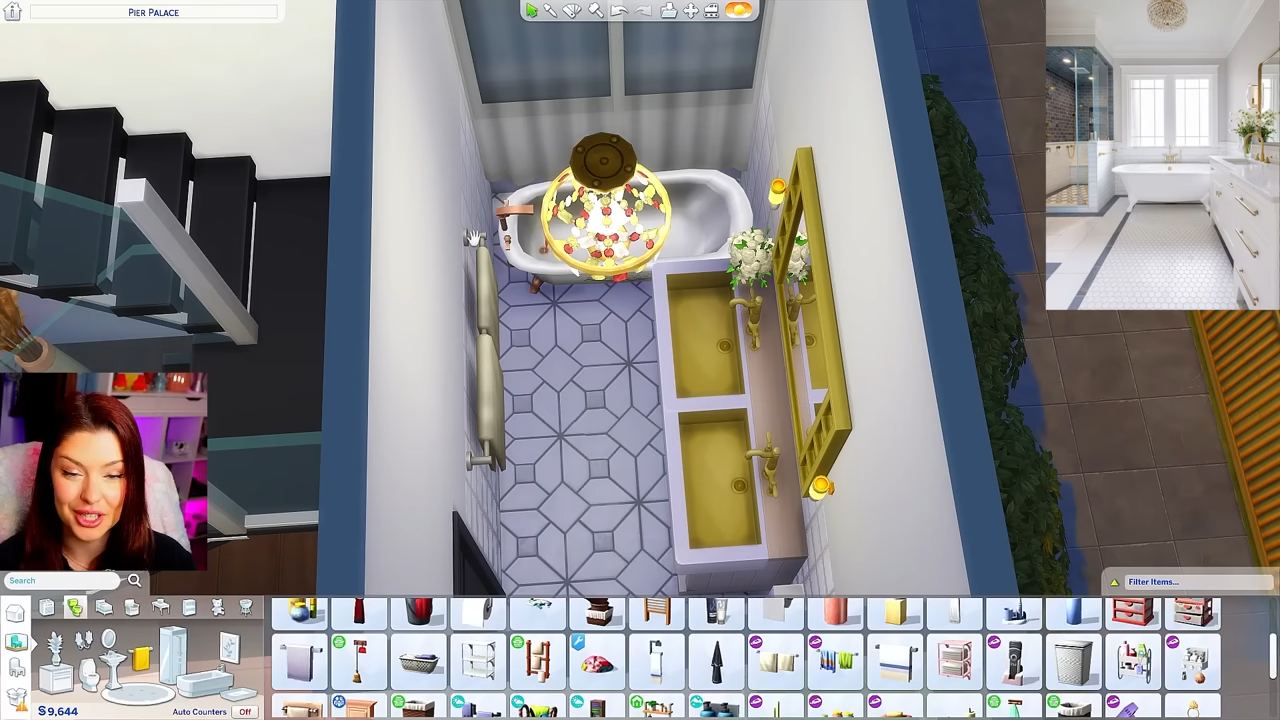 PIER PALACE
Search
Filter Items...
§9,644
Auto Counters
Off